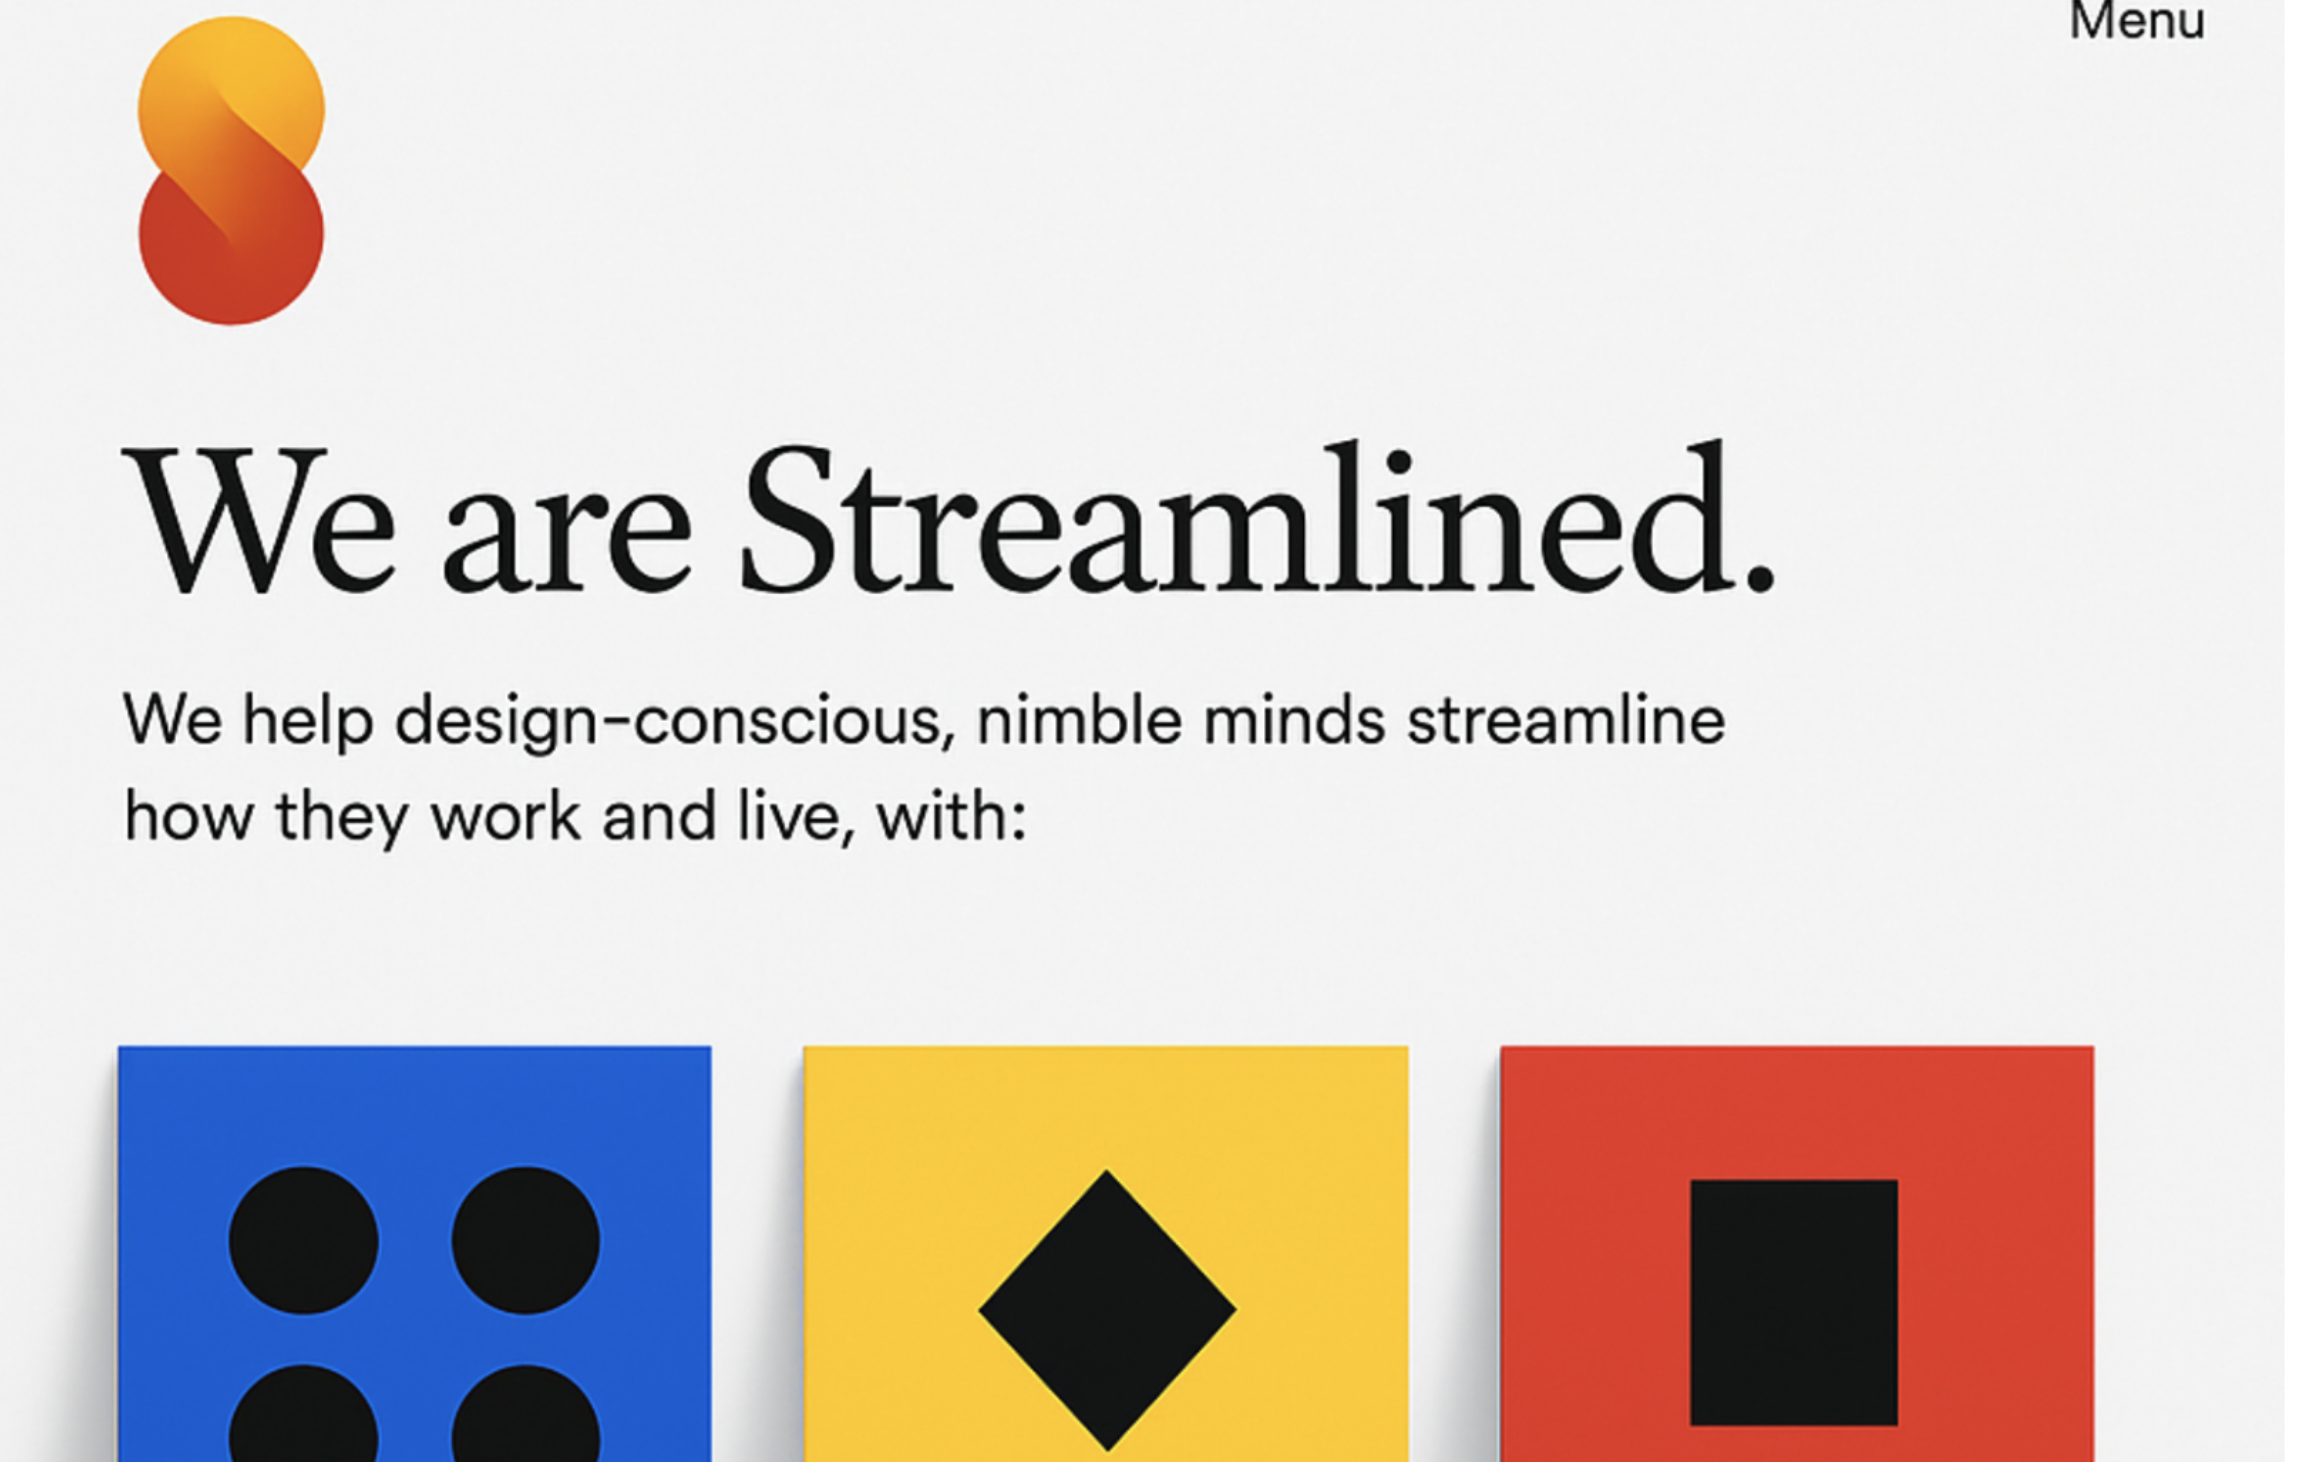 Menu
We are Streamlined.
We help design-conscious, nimble minds streamline
how they work and live, with: